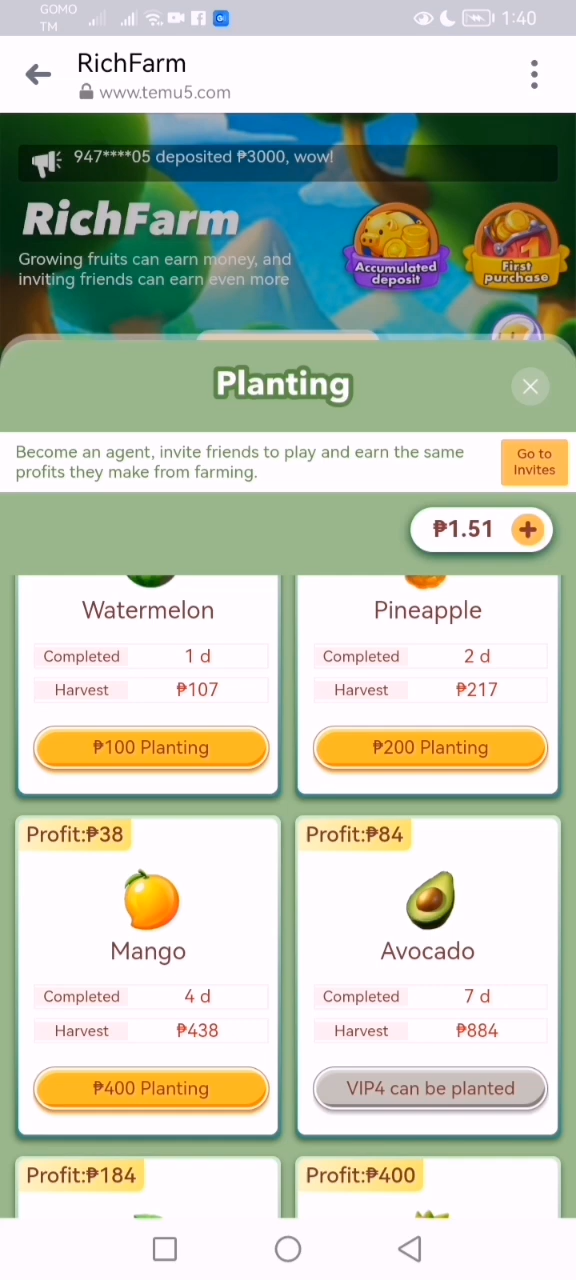 GOMO
TM
1:40
RichFarm
www.temu5.com
947****05 deposited ₱3000, wow!
RichFarm
Growing fruits can earn money, and
inviting friends can earn even more
Accumulated
deposit
First
purchase
Planting
Become an agent, invite friends to play and earn the same
profits they make from farming.
Go to
Invites
₱1.51
Watermelon
Completed 1 d
Harvest ₱107
₱100 Planting
Pineapple
Completed 2 d
Harvest ₱217
₱200 Planting
Profit:₱38
Mango
Completed 4 d
Harvest ₱438
₱400 Planting
Profit:₱84
Avocado
Completed 7 d
Harvest ₱884
VIP4 can be planted
Profit:₱184
Profit:₱400